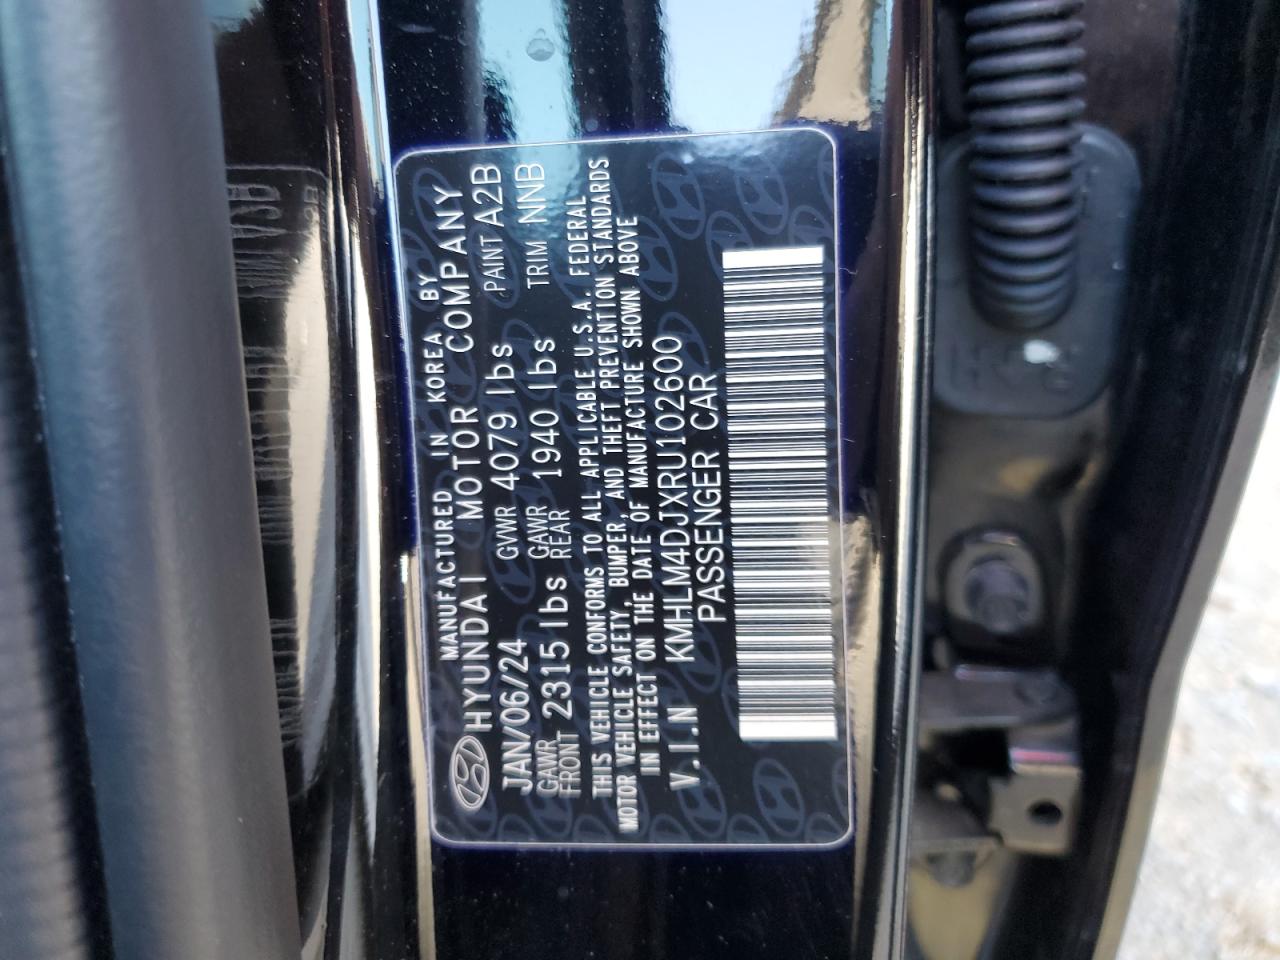 MANUFACTURED IN KOREA BY
HYUNDAI MOTOR COMPANY
JAN/06/24 GVWR 4079 lbs PAINT A2B
GAWR FRONT 2315 lbs GAWR REAR 1940 lbs TRIM NNB
THIS VEHICLE CONFORMS TO ALL APPLICABLE U.S.A. FEDERAL
MOTOR VEHICLE SAFETY, BUMPER, AND THEFT PREVENTION STANDARDS
IN EFFECT ON THE DATE OF MANUFACTURE SHOWN ABOVE
V.I.N KMHLM4DJXRU102600
PASSENGER CAR